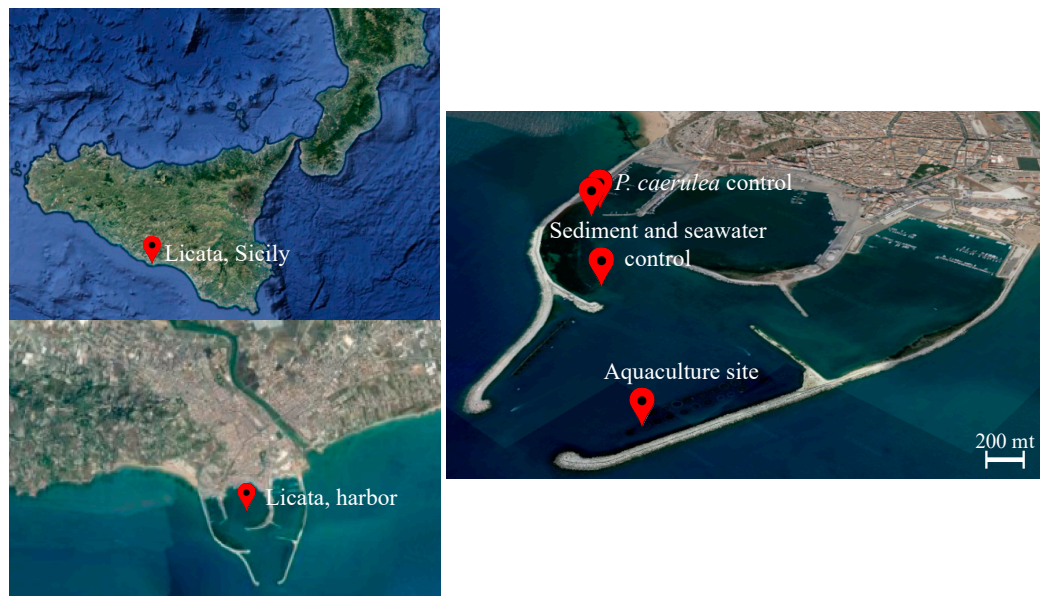 Licata, Sicily
Licata, harbor
P. caerulea control
Sediment and seawater
control
Aquaculture site
200 mt